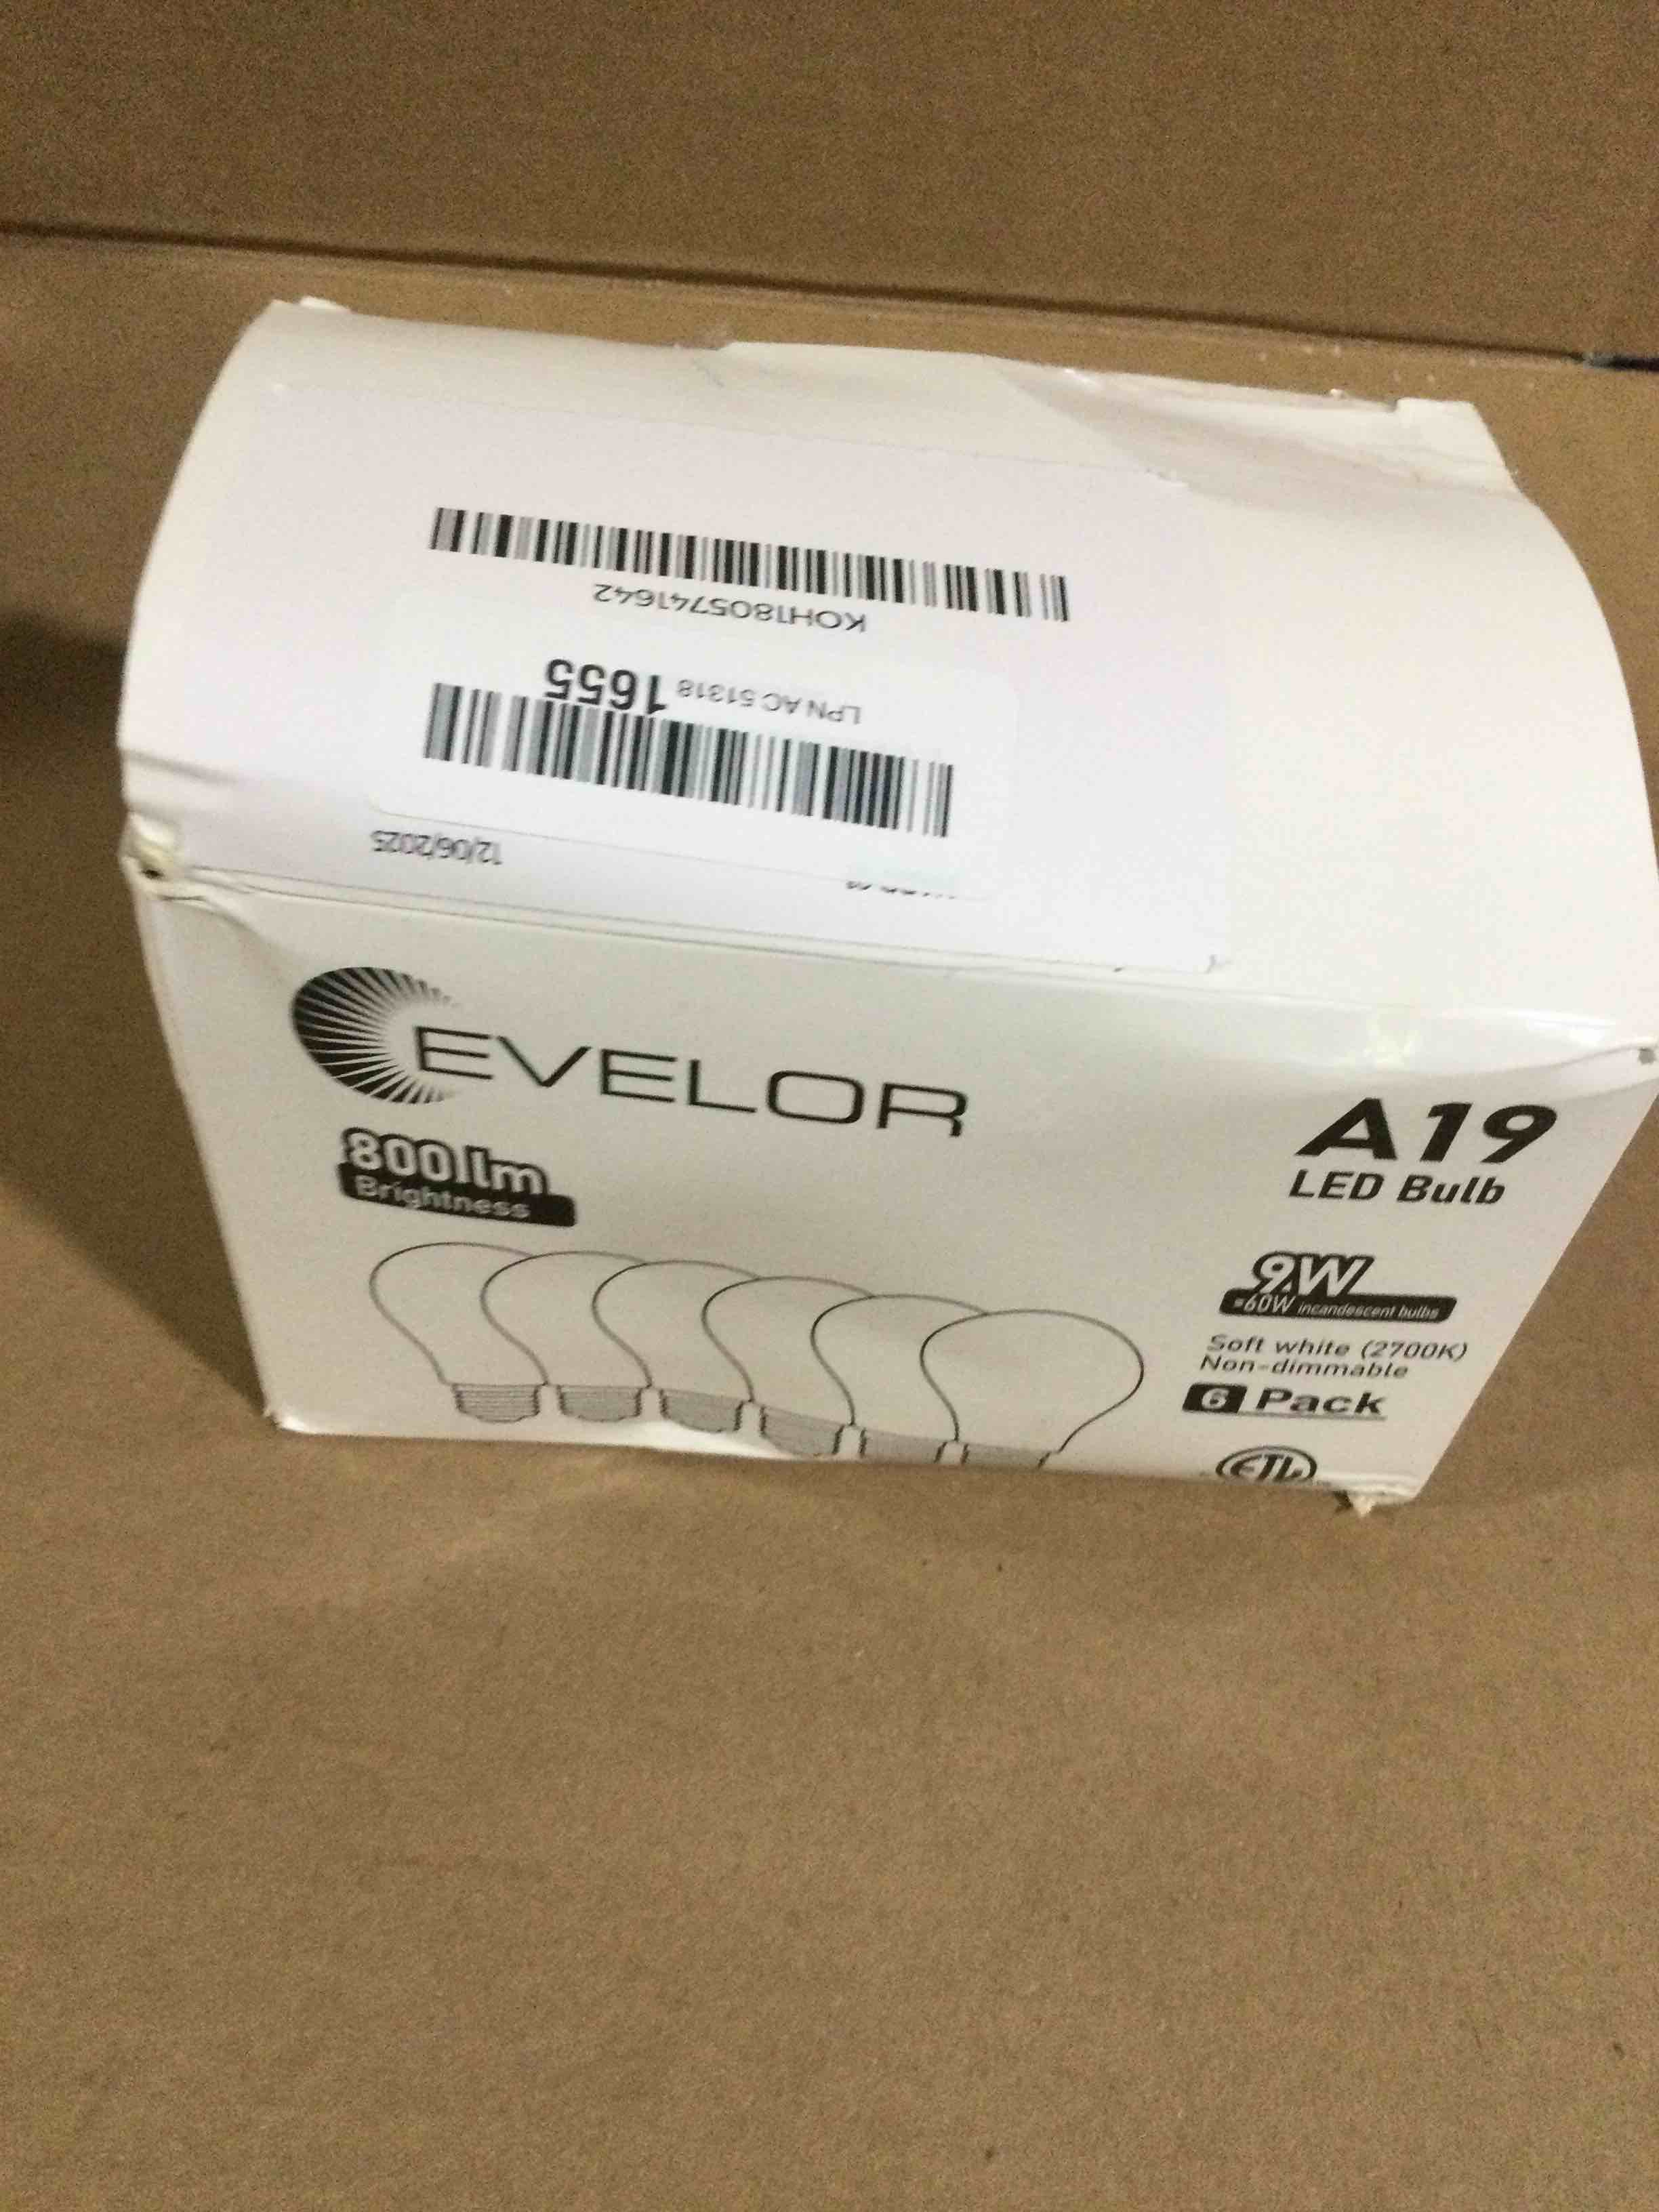 KOH1805741642
LPN AC 51318 1655
12/06/2025
EVELOR
800 lm
Brightness
A19
LED Bulb
9W
=60W incandescent bulbs
Soft white (2700K)
Non-dimmable
6 Pack
ETL